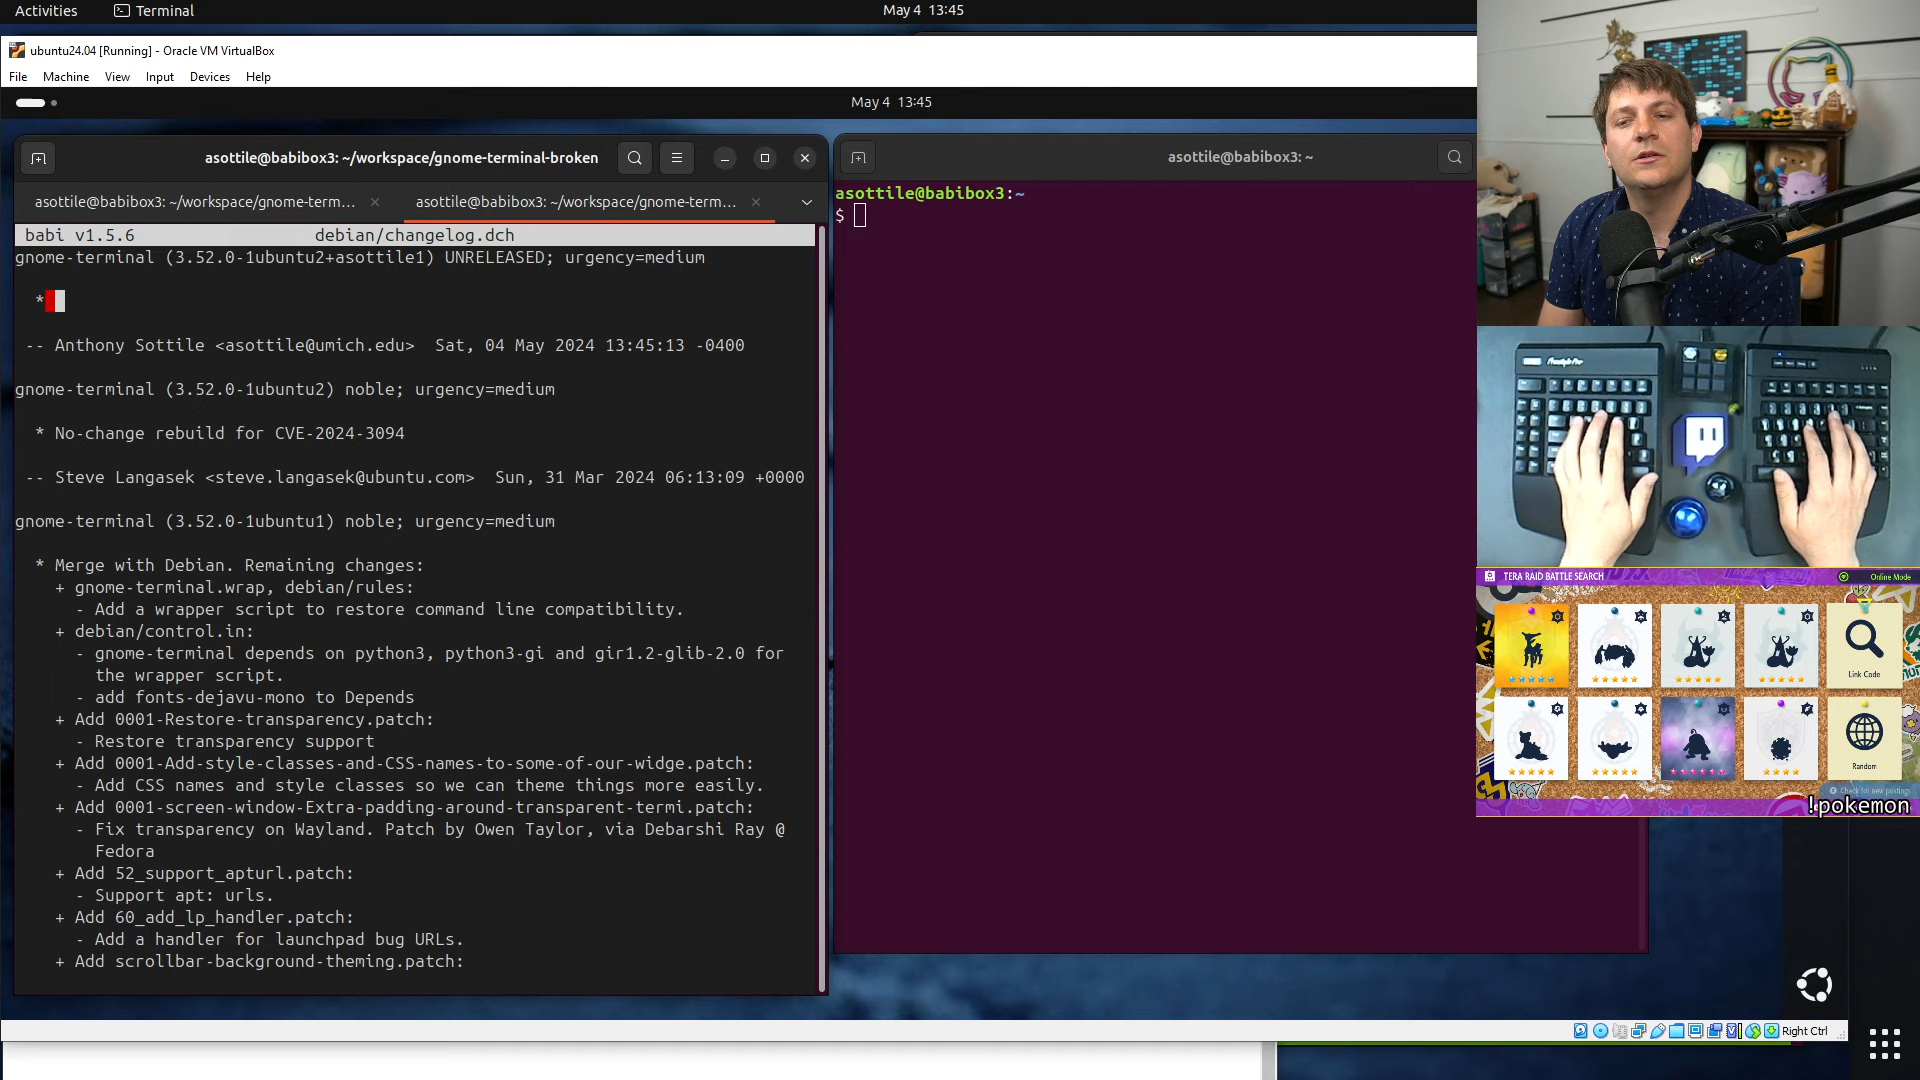 Activities
Terminal
May 4 13:45
ubuntu24.04 [Running] - Oracle VM VirtualBox
File Machine View Input Devices Help
May 4 13:45
asottile@babibox3: ~/workspace/gnome-terminal-broken
asottile@babibox3: ~/workspace/gnome-term...
asottile@babibox3: ~/workspace/gnome-term...
babi v1.5.6 debian/changelog.dch
gnome-terminal (3.52.0-1ubuntu2+asottile1) UNRELEASED; urgency=medium
*
-- Anthony Sottile <asottile@umich.edu>  Sat, 04 May 2024 13:45:13 -0400
gnome-terminal (3.52.0-1ubuntu2) noble; urgency=medium
* No-change rebuild for CVE-2024-3094
-- Steve Langasek <steve.langasek@ubuntu.com>  Sun, 31 Mar 2024 06:13:09 +0000
gnome-terminal (3.52.0-1ubuntu1) noble; urgency=medium
* Merge with Debian. Remaining changes:
+ gnome-terminal.wrap, debian/rules:
- Add a wrapper script to restore command line compatibility.
+ debian/control.in:
- gnome-terminal depends on python3, python3-gi and gir1.2-glib-2.0 for
the wrapper script.
- add fonts-dejavu-mono to Depends
+ Add 0001-Restore-transparency.patch:
- Restore transparency support
+ Add 0001-Add-style-classes-and-CSS-names-to-some-of-our-widge.patch:
- Add CSS names and style classes so we can theme things more easily.
+ Add 0001-screen-window-Extra-padding-around-transparent-termi.patch:
- Fix transparency on Wayland. Patch by Owen Taylor, via Debarshi Ray @
Fedora
+ Add 52_support_apturl.patch:
- Support apt: urls.
+ Add 60_add_lp_handler.patch:
- Add a handler for launchpad bug URLs.
+ Add scrollbar-background-theming.patch:
asottile@babibox3: ~
asottile@babibox3:~
$
TERA RAID BATTLE SEARCH
Online Mode
Link Code
Random
Check for new postings
!pokemon
Right Ctrl